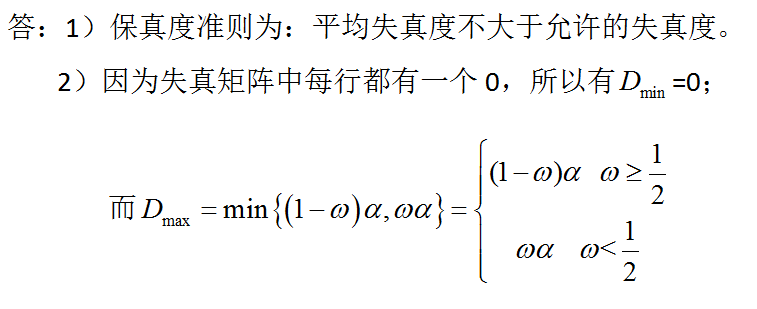 答：1）保真度准则为：平均失真度不大于允许的失真度。
2）因为失真矩阵中每行都有一个 0，所以有 D_min =0；
而 D_max = min{(1−ω)α, ωα} = { (1−ω)α ω ≥ 1/2
ωα ω< 1/2